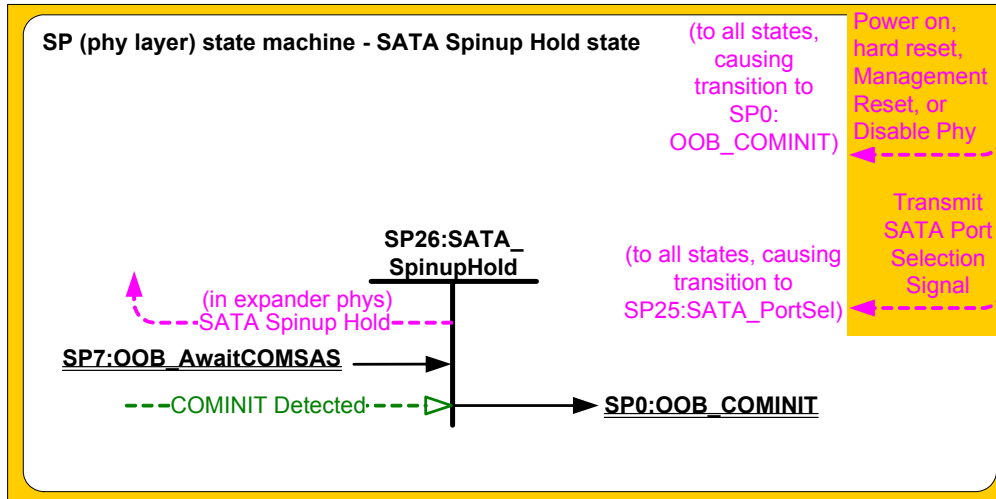 SP (phy layer) state machine - SATA Spinup Hold state
(to all states,
causing
transition to
SP0:
OOB_COMINIT)
Power on,
hard reset,
Management
Reset, or
Disable Phy
Transmit
SATA Port
Selection
Signal
(to all states, causing
transition to
SP25:SATA_PortSel)
SP26:SATA_
SpinupHold
(in expander phys)
SATA Spinup Hold
SP7:OOB_AwaitCOMSAS
COMINIT Detected
SP0:OOB_COMINIT